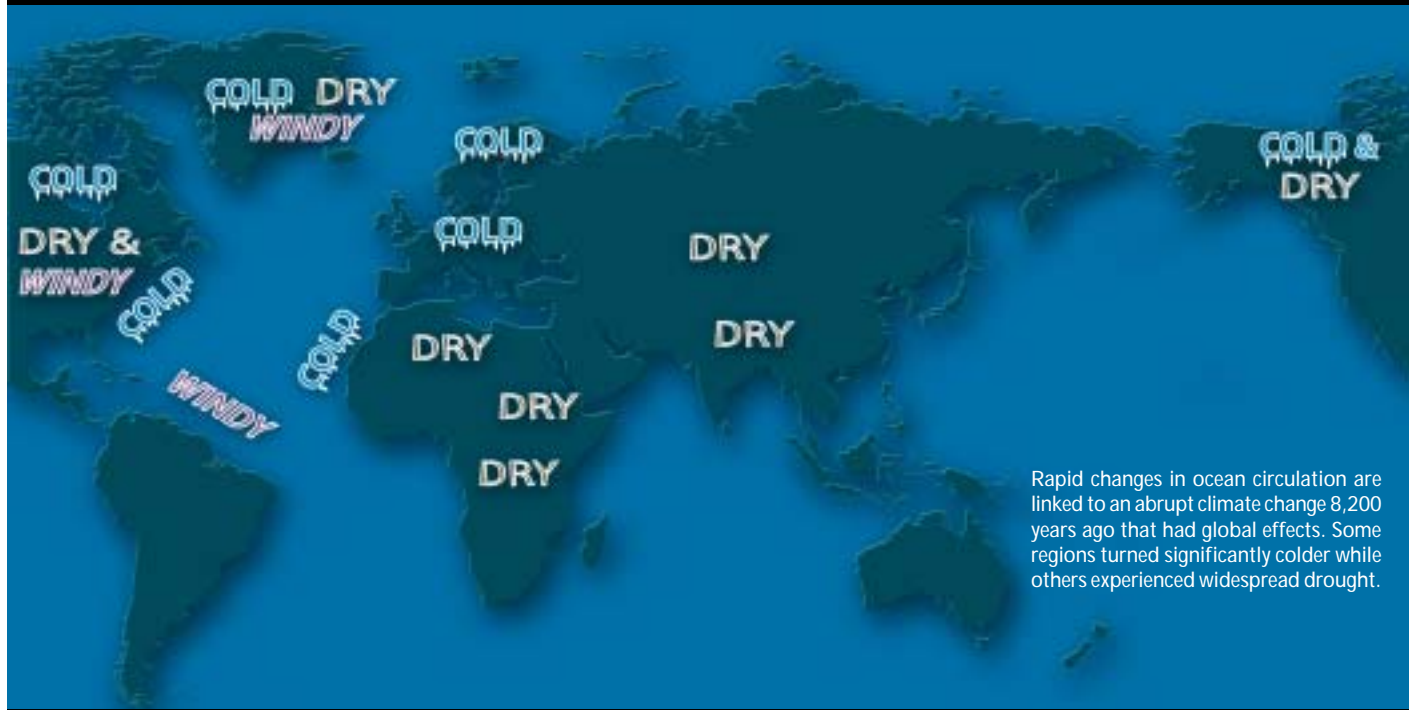 COLD DRY
WINDY
COLD
COLD &
DRY
COLD
DRY &
WINDY
COLD
COLD
DRY
DRY
COLD
DRY
WINDY
DRY
DRY
Rapid changes in ocean circulation are
linked to an abrupt climate change 8,200
years ago that had global effects. Some
regions turned significantly colder while
others experienced widespread drought.